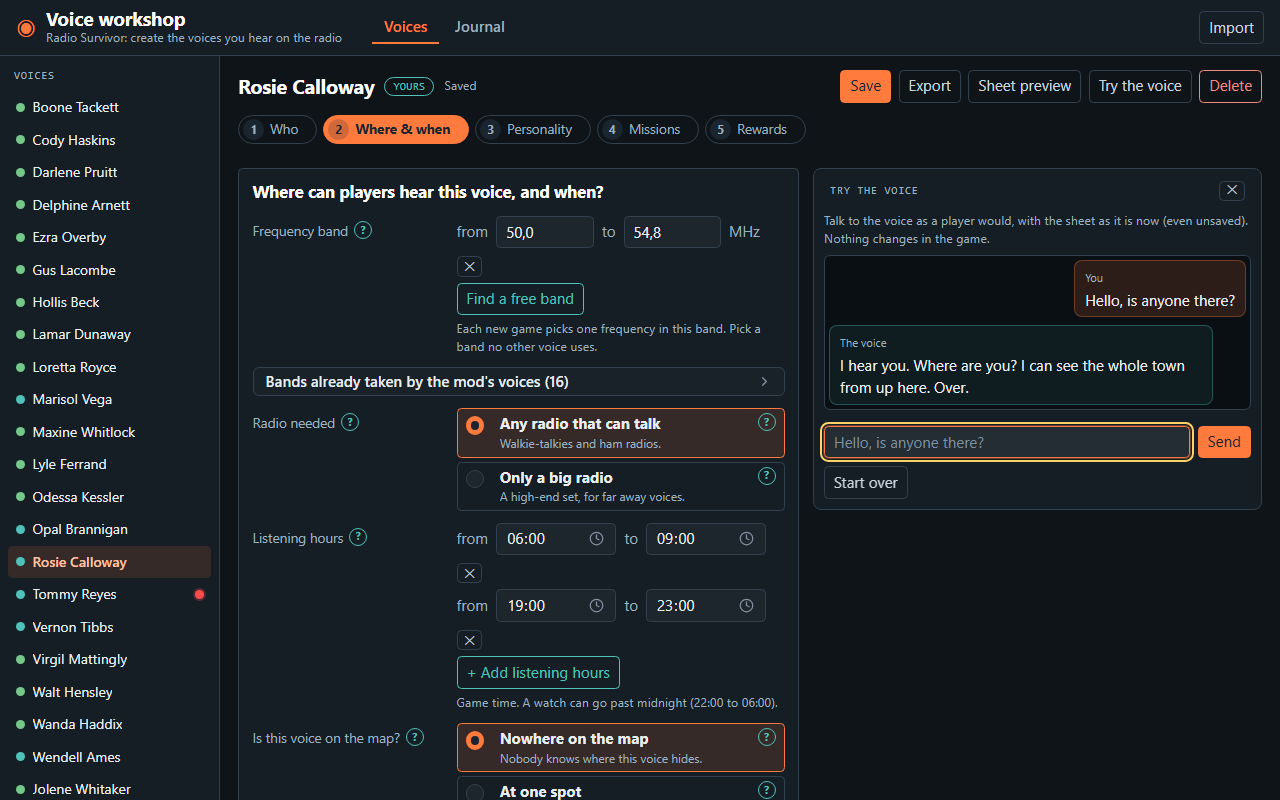 Voice workshop
Radio Survivor: create the voices you hear on the radio
Voices
Journal
Import
VOICES
Boone Tackett
Cody Haskins
Darlene Pruitt
Delphine Arnett
Ezra Overby
Gus Lacombe
Hollis Beck
Lamar Dunaway
Loretta Royce
Marisol Vega
Maxine Whitlock
Lyle Ferrand
Odessa Kessler
Opal Brannigan
Rosie Calloway
Tommy Reyes
Vernon Tibbs
Virgil Mattingly
Walt Hensley
Wanda Haddix
Wendell Ames
Jolene Whitaker
Rosie Calloway
YOURS
Saved
Save
Export
Sheet preview
Try the voice
Delete
1 Who
2 Where & when
3 Personality
4 Missions
5 Rewards
Where can players hear this voice, and when?
Frequency band ?
from 50,0 to 54,8 MHz
Find a free band
Each new game picks one frequency in this band. Pick a
band no other voice uses.
Bands already taken by the mod's voices (16)
Radio needed ?
Any radio that can talk ?
Walkie-talkies and ham radios.
Only a big radio ?
A high-end set, for far away voices.
Listening hours ?
from 06:00 to 09:00
from 19:00 to 23:00
+ Add listening hours
Game time. A watch can go past midnight (22:00 to 06:00).
Is this voice on the map? ?
Nowhere on the map ?
Nobody knows where this voice hides.
At one spot ?
TRY THE VOICE
Talk to the voice as a player would, with the sheet as it is now (even unsaved).
Nothing changes in the game.
You
Hello, is anyone there?
The voice
I hear you. Where are you? I can see the whole town
from up here. Over.
Hello, is anyone there?
Send
Start over